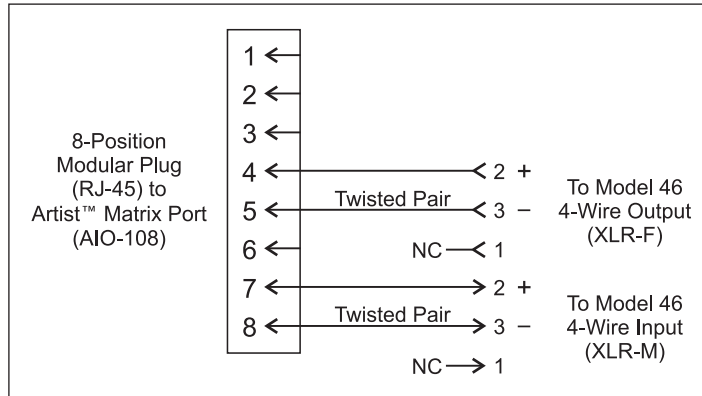 1
2
3
8-Position
Modular Plug
(RJ-45) to
Artist™ Matrix Port
(AIO-108)
4
2 +
Twisted Pair
5
3 –
To Model 46
4-Wire Output
(XLR-F)
6
NC
1
7
2 +
Twisted Pair
8
3 –
To Model 46
4-Wire Input
(XLR-M)
NC
1